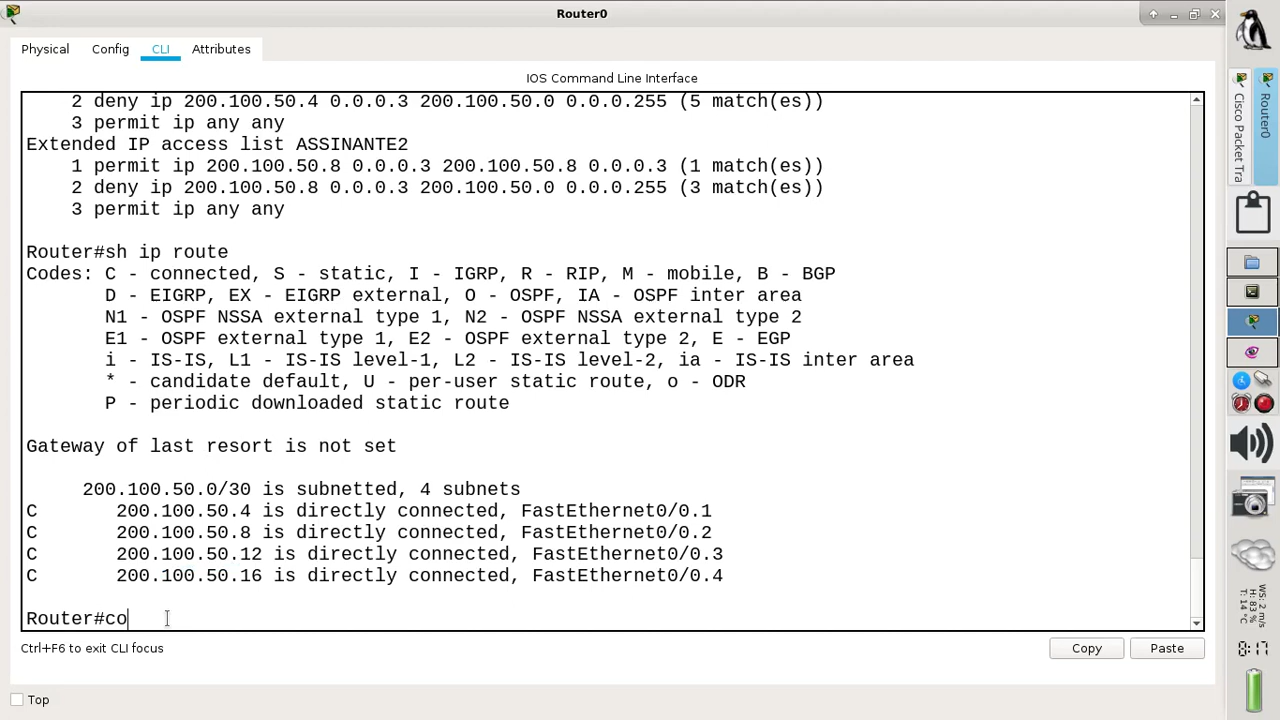 Router0
Physical Config CLI Attributes
IOS Command Line Interface
2 deny ip 200.100.50.4 0.0.0.3 200.100.50.0 0.0.0.255 (5 match(es))
3 permit ip any any
Extended IP access list ASSINANTE2
1 permit ip 200.100.50.8 0.0.0.3 200.100.50.8 0.0.0.3 (1 match(es))
2 deny ip 200.100.50.8 0.0.0.3 200.100.50.0 0.0.0.255 (3 match(es))
3 permit ip any any
Router#sh ip route
Codes: C - connected, S - static, I - IGRP, R - RIP, M - mobile, B - BGP
D - EIGRP, EX - EIGRP external, O - OSPF, IA - OSPF inter area
N1 - OSPF NSSA external type 1, N2 - OSPF NSSA external type 2
E1 - OSPF external type 1, E2 - OSPF external type 2, E - EGP
i - IS-IS, L1 - IS-IS level-1, L2 - IS-IS level-2, ia - IS-IS inter area
* - candidate default, U - per-user static route, o - ODR
P - periodic downloaded static route
Gateway of last resort is not set
200.100.50.0/30 is subnetted, 4 subnets
C 200.100.50.4 is directly connected, FastEthernet0/0.1
C 200.100.50.8 is directly connected, FastEthernet0/0.2
C 200.100.50.12 is directly connected, FastEthernet0/0.3
C 200.100.50.16 is directly connected, FastEthernet0/0.4
Router#co
Ctrl+F6 to exit CLI focus
Copy Paste
Top
Cisco Packet Tra
Router0
WS: 2 m/s
H: 83 %
T: 14 °C
8:17